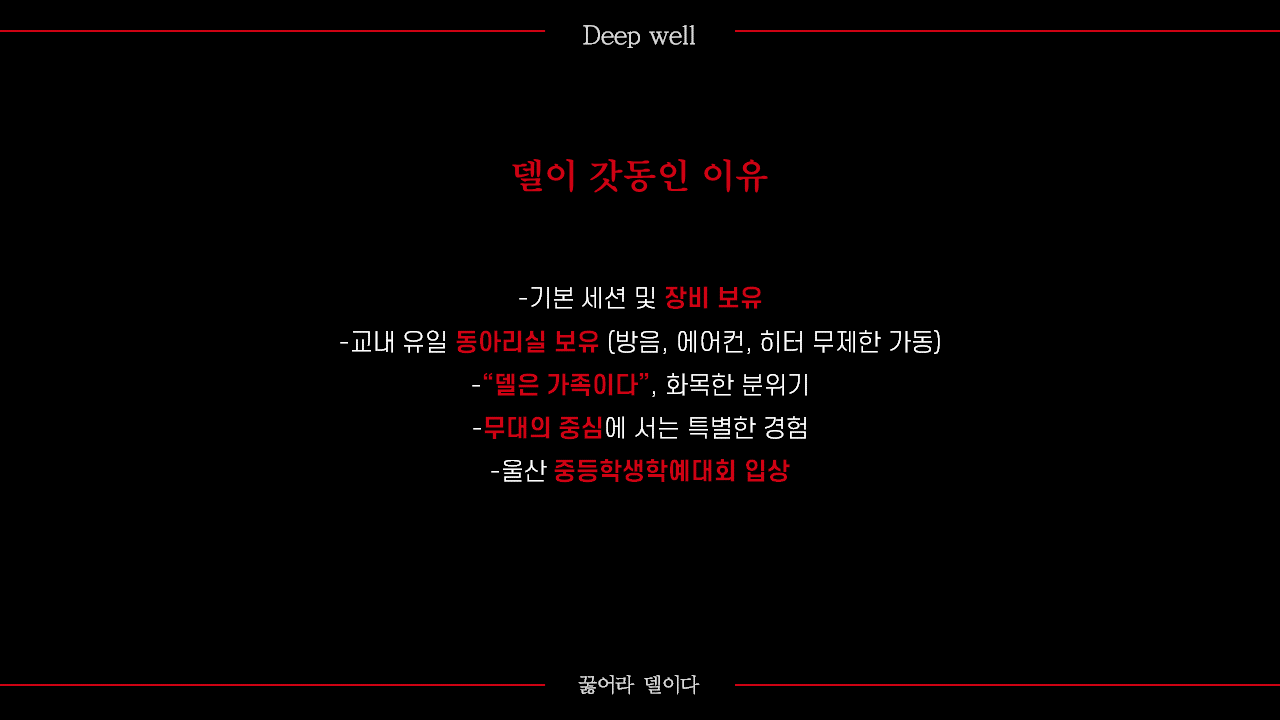 Deep well
델이 갓동인 이유
-기본 세션 및 장비 보유
-교내 유일 동아리실 보유 (방음, 에어컨, 히터 무제한 가동)
-“델은 가족이다”, 화목한 분위기
-무대의 중심에 서는 특별한 경험
-울산 중등학생학예대회 입상
꿇어라 델이다